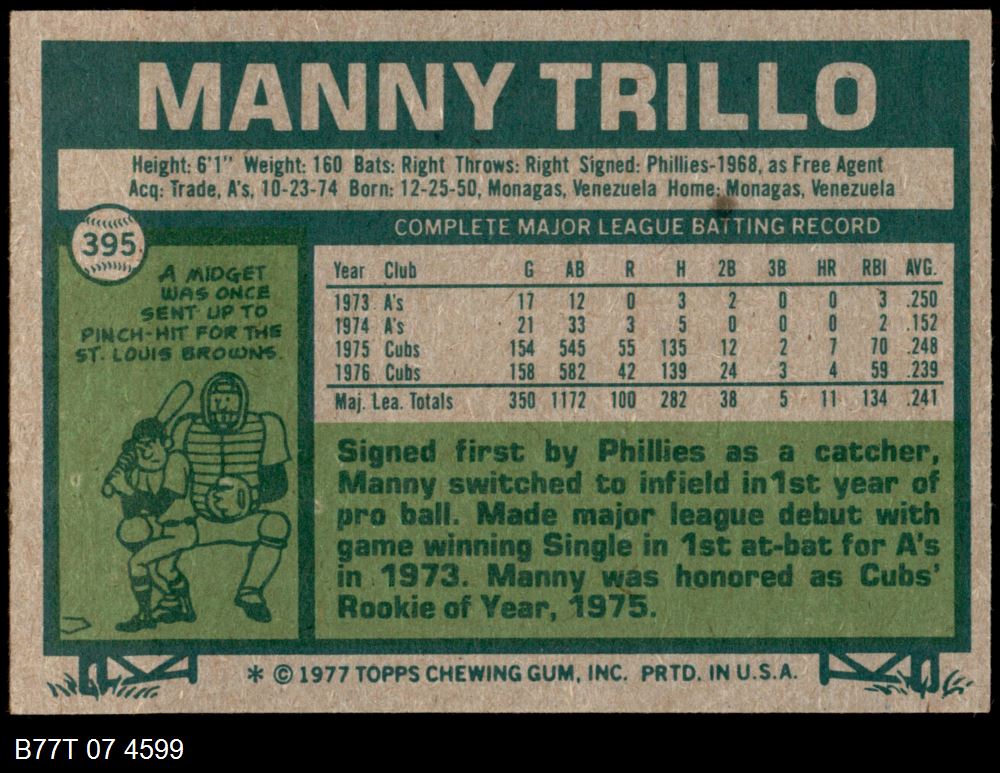 MANNY TRILLO
Height: 6'1" Weight: 160 Bats: Right Throws: Right Signed: Phillies-1968, as Free Agent
Acq: Trade, A's, 10-23-74 Born: 12-25-50, Monagas, Venezuela Home: Monagas, Venezuela
395
A MIDGET
WAS ONCE
SENT UP TO
PINCH-HIT FOR THE
ST. LOUIS BROWNS.
COMPLETE MAJOR LEAGUE BATTING RECORD
Year Club G AB R H 2B 3B HR RBI AVG.
1973 A's 17 12 0 3 2 0 0 3 .250
1974 A's 21 33 3 5 0 0 0 2 .152
1975 Cubs 154 545 55 135 12 2 7 70 .248
1976 Cubs 158 582 42 139 24 3 4 59 .239
Maj. Lea. Totals 350 1172 100 282 38 5 11 134 .241
Signed first by Phillies as a catcher,
Manny switched to infield in 1st year of
pro ball. Made major league debut with
game winning Single in 1st at-bat for A's
in 1973. Manny was honored as Cubs'
Rookie of Year, 1975.
* © 1977 TOPPS CHEWING GUM, INC. PRTD. IN U.S.A.
B77T 07 4599